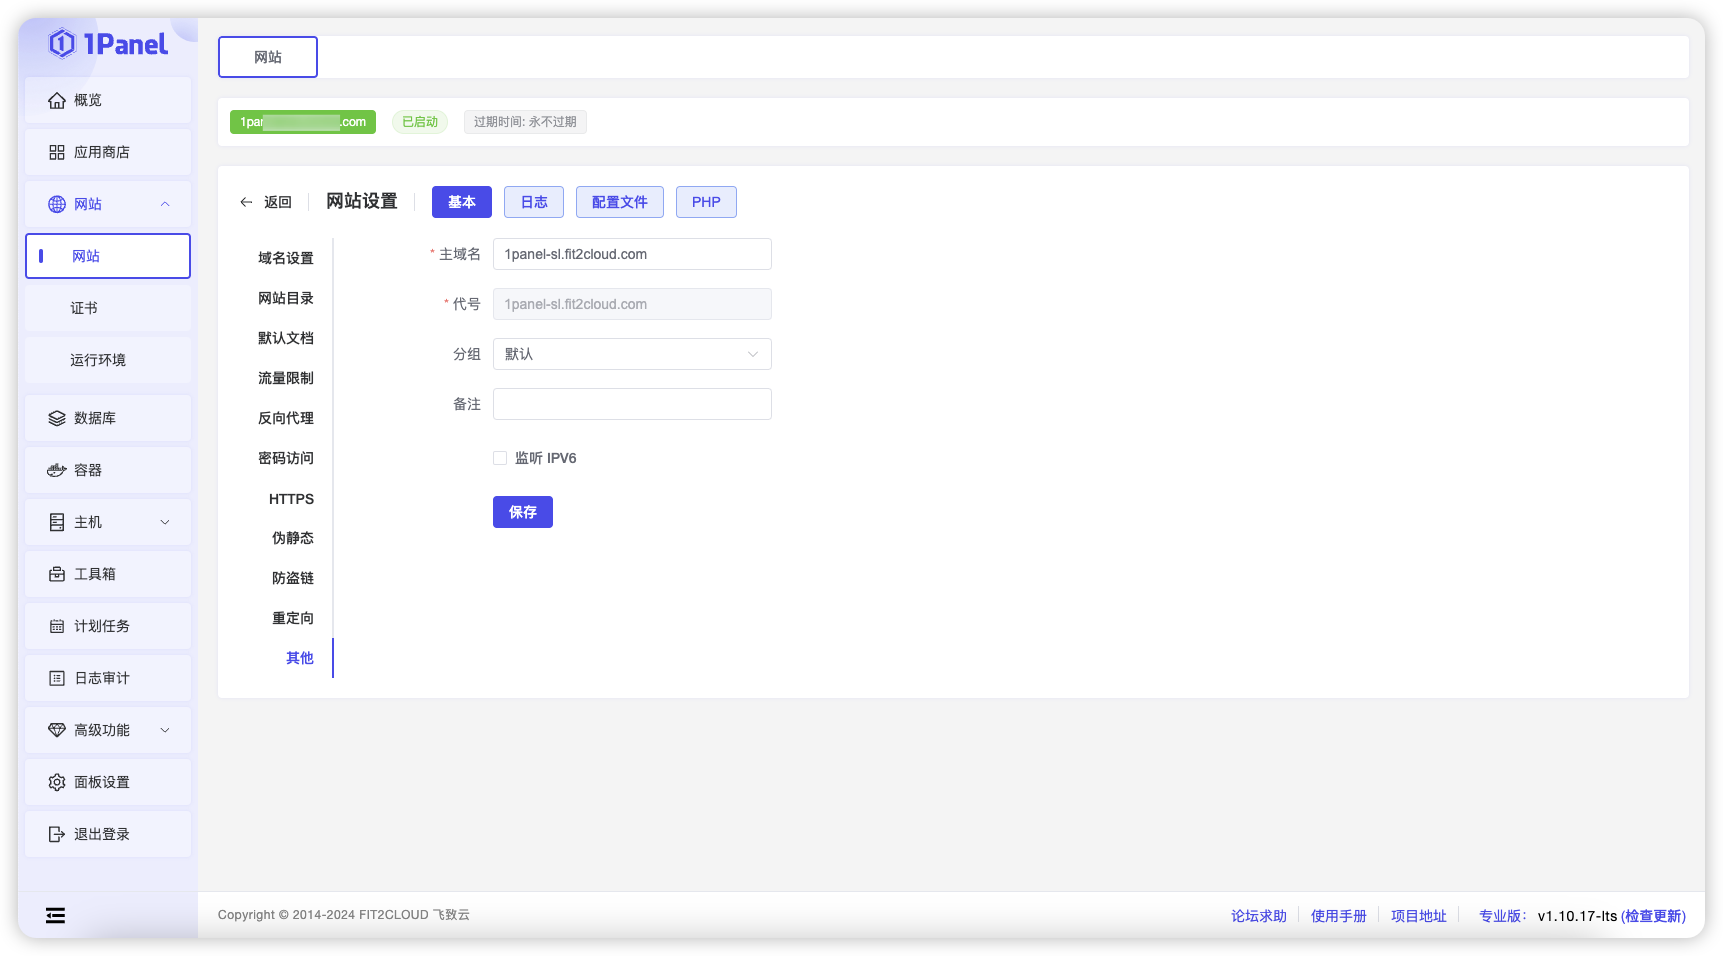 1Panel
概览
应用商店
网站
网站
证书
运行环境
数据库
容器
主机
工具箱
计划任务
日志审计
高级功能
面板设置
退出登录
网站
1par .com 已启动 过期时间: 永不过期
返回 网站设置 基本 日志 配置文件 PHP
域名设置
网站目录
默认文档
流量限制
反向代理
密码访问
HTTPS
伪静态
防盗链
重定向
其他
* 主域名 1panel-sl.fit2cloud.com
* 代号 1panel-sl.fit2cloud.com
分组 默认
备注
监听 IPV6
保存
Copyright © 2014-2024 FIT2CLOUD 飞致云
论坛求助 使用手册 项目地址 专业版: v1.10.17-lts (检查更新)